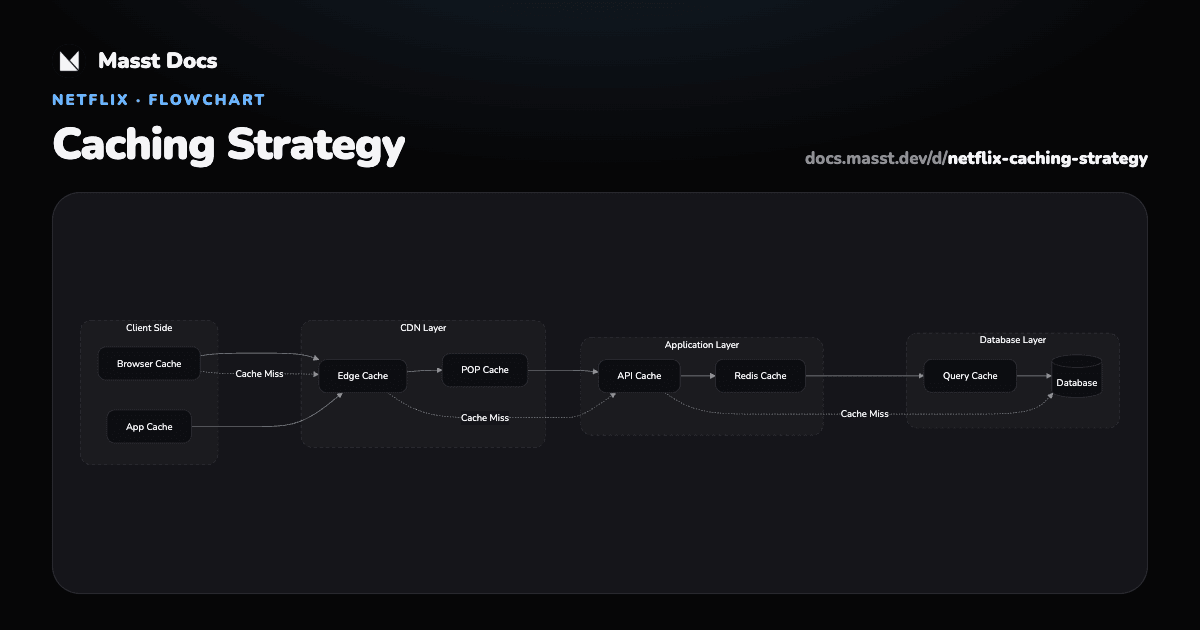 Masst Docs
NETFLIX · FLOWCHART
Caching Strategy
docs.masst.dev/d/netflix-caching-strategy
Client Side
Browser Cache
App Cache
Cache Miss
CDN Layer
Edge Cache
POP Cache
Cache Miss
Application Layer
API Cache
Redis Cache
Cache Miss
Database Layer
Query Cache
Database